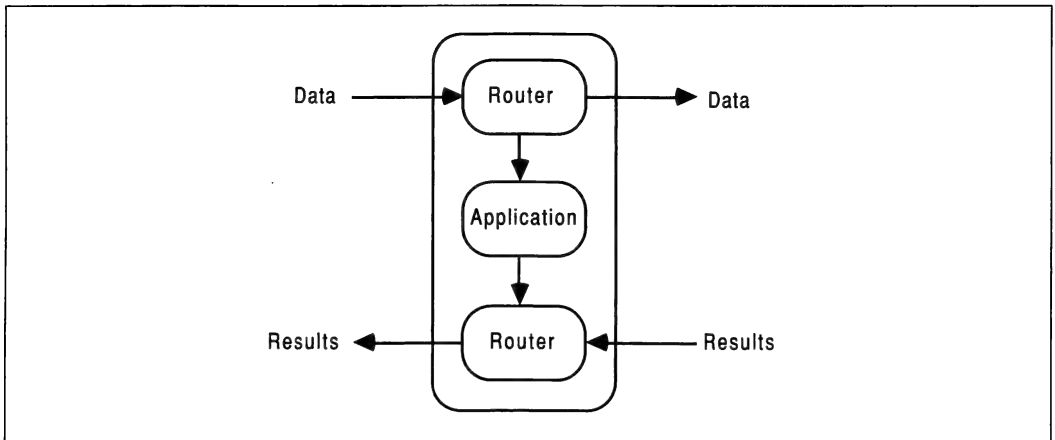 Data
Router
Data
Application
Results
Router
Results